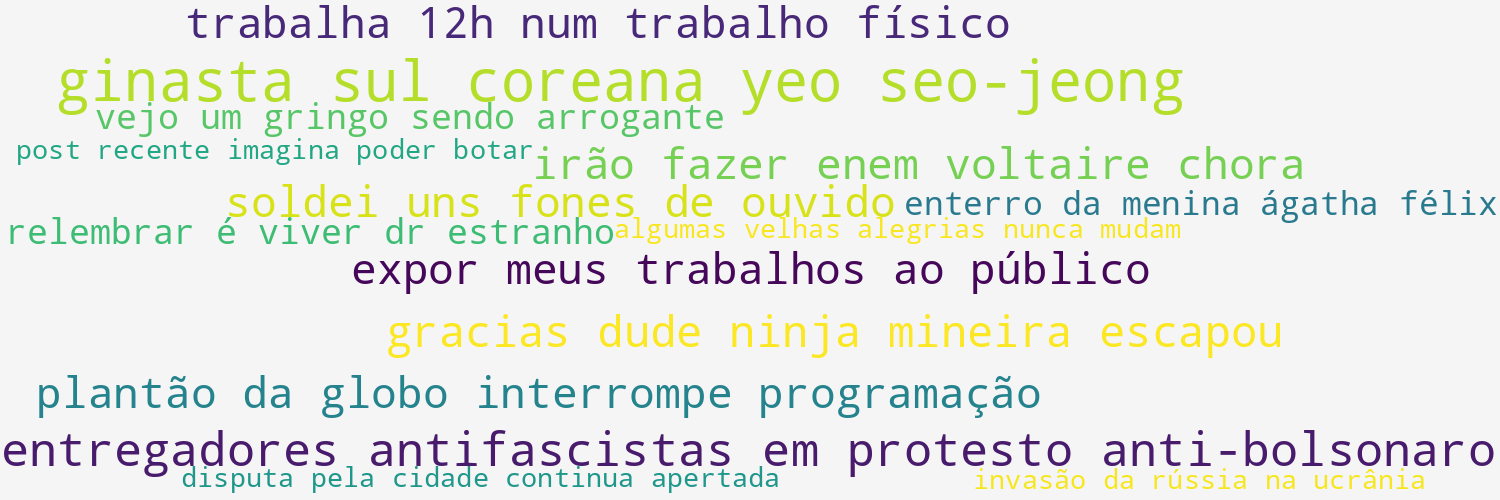 trabalha 12h num trabalho físico
ginasta sul coreana yeo seo-jeong
vejo um gringo sendo arrogante
post recente imagina poder botar
irão fazer enem voltaire chora
soldei uns fones de ouvido
enterro da menina ágatha félix
relembrar é viver dr estranho
algumas velhas alegrias nunca mudam
expor meus trabalhos ao público
gracias dude ninja mineira escapou
plantão da globo interrompe programação
entregadores antifascistas em protesto anti-bolsonaro
disputa pela cidade continua apertada
invasão da rússia na ucrânia